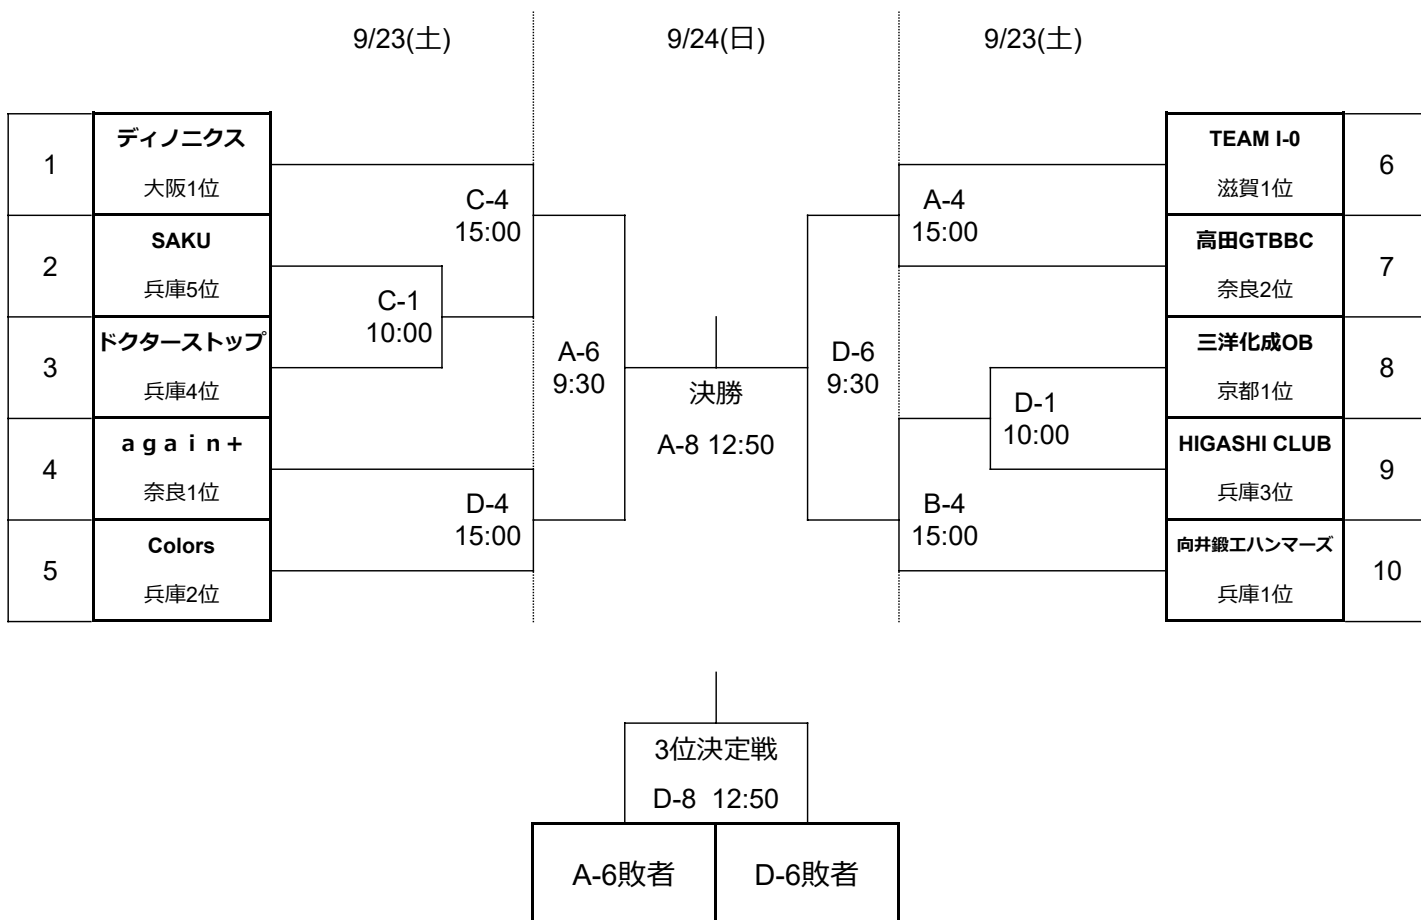 9/23(土)
9/24(日)
9/23(土)
1
ディノニクス
大阪1位
2
SAKU
兵庫5位
3
ドクターストップ
兵庫4位
4
ａｇａｉｎ＋
奈良1位
5
Colors
兵庫2位
C-4
15:00
C-1
10:00
D-4
15:00
A-6
9:30
決勝
A-8 12:50
D-6
9:30
A-4
15:00
D-1
10:00
B-4
15:00
TEAM I-0
滋賀1位
6
高田GTBBC
奈良2位
7
三洋化成OB
京都1位
8
HIGASHI CLUB
兵庫3位
9
向井鍛工ハンマーズ
兵庫1位
10
3位決定戦
D-8 12:50
A-6敗者
D-6敗者